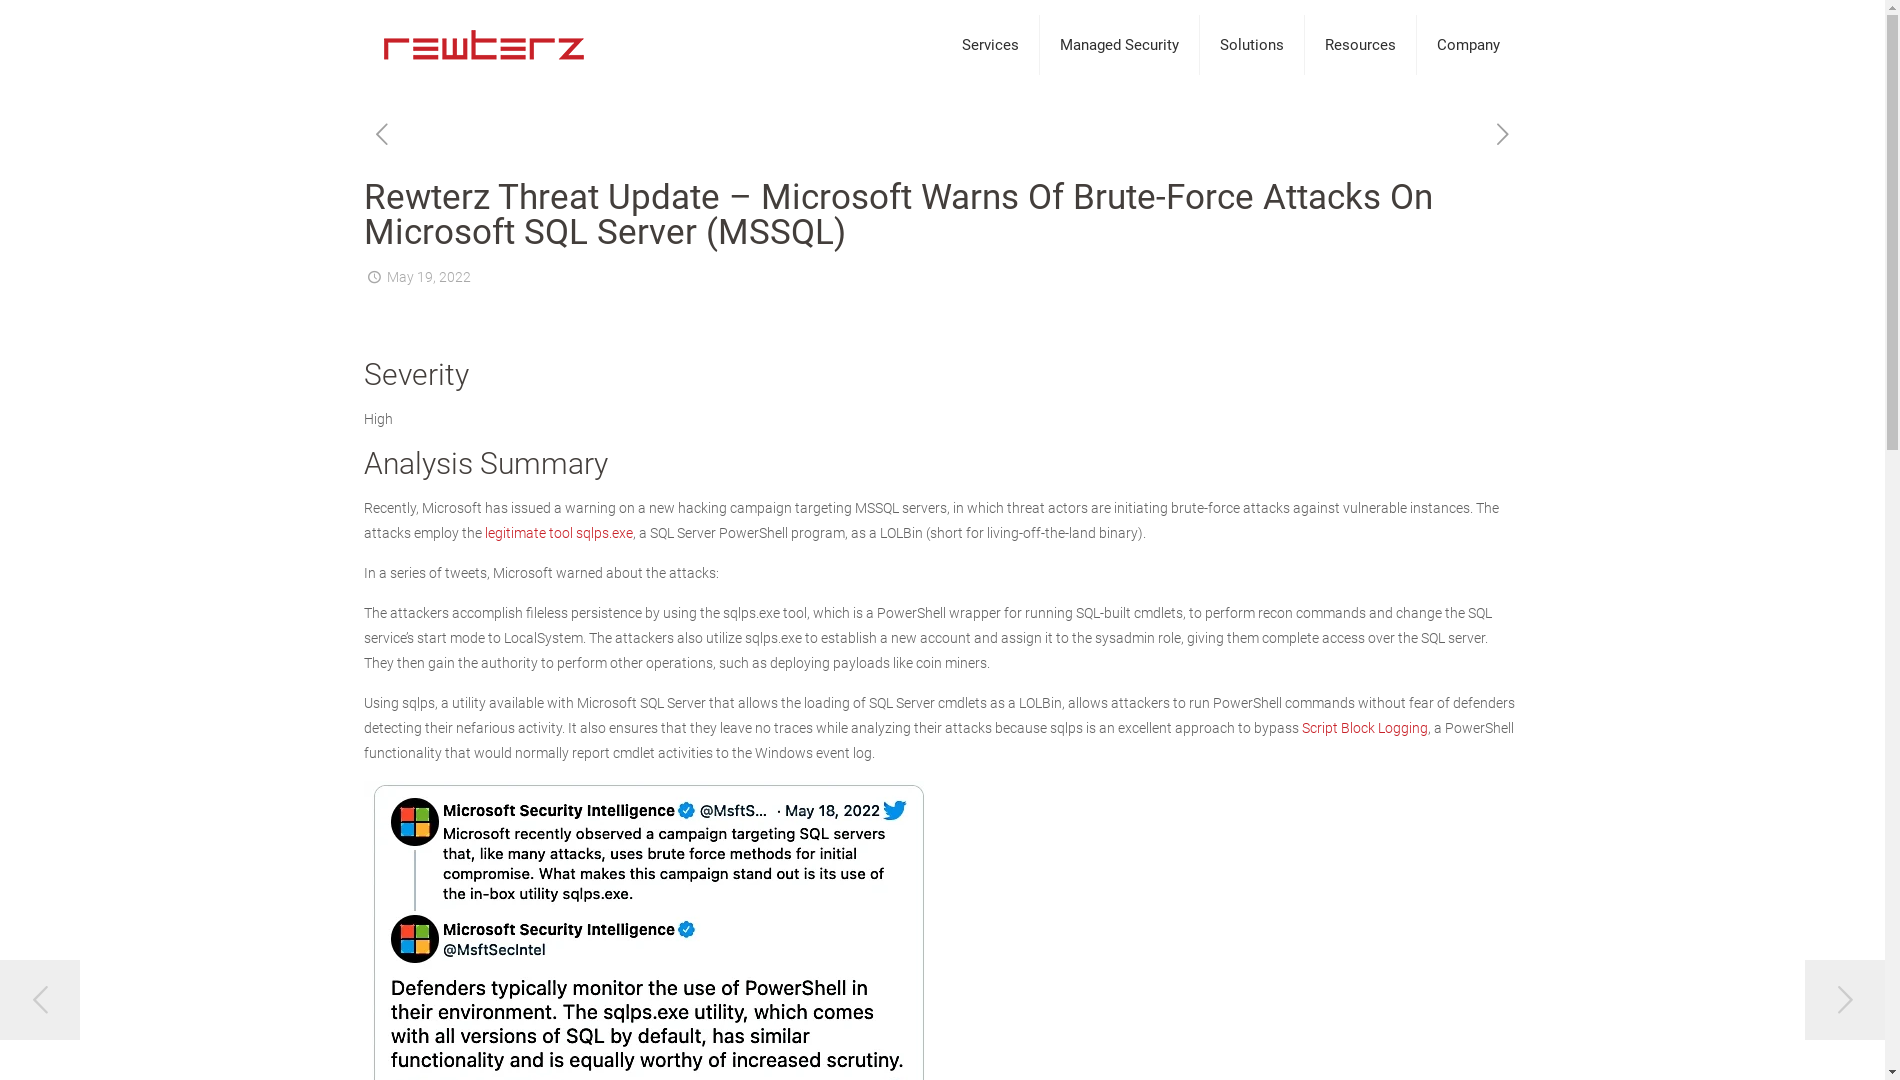 rewterz
Services
Managed Security
Solutions
Resources
Company
Rewterz Threat Update – Microsoft Warns Of Brute-Force Attacks On
Microsoft SQL Server (MSSQL)
May 19, 2022
Severity
High
Analysis Summary
Recently, Microsoft has issued a warning on a new hacking campaign targeting MSSQL servers, in which threat actors are initiating brute-force attacks against vulnerable instances. The
attacks employ the legitimate tool sqlps.exe, a SQL Server PowerShell program, as a LOLBin (short for living-off-the-land binary).
In a series of tweets, Microsoft warned about the attacks:
The attackers accomplish fileless persistence by using the sqlps.exe tool, which is a PowerShell wrapper for running SQL-built cmdlets, to perform recon commands and change the SQL
service’s start mode to LocalSystem. The attackers also utilize sqlps.exe to establish a new account and assign it to the sysadmin role, giving them complete access over the SQL server.
They then gain the authority to perform other operations, such as deploying payloads like coin miners.
Using sqlps, a utility available with Microsoft SQL Server that allows the loading of SQL Server cmdlets as a LOLBin, allows attackers to run PowerShell commands without fear of defenders
detecting their nefarious activity. It also ensures that they leave no traces while analyzing their attacks because sqlps is an excellent approach to bypass Script Block Logging, a PowerShell
functionality that would normally report cmdlet activities to the Windows event log.
Microsoft Security Intelligence @MsftS... · May 18, 2022
Microsoft recently observed a campaign targeting SQL servers
that, like many attacks, uses brute force methods for initial
compromise. What makes this campaign stand out is its use of
the in-box utility sqlps.exe.
Microsoft Security Intelligence
@MsftSecIntel
Defenders typically monitor the use of PowerShell in
their environment. The sqlps.exe utility, which comes
with all versions of SQL by default, has similar
functionality and is equally worthy of increased scrutiny.